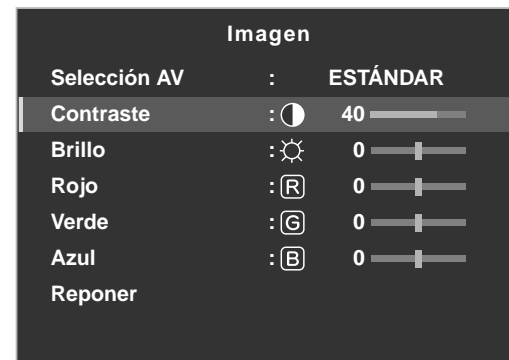 Imagen
Selección AV : ESTÁNDAR
Contraste : 40
Brillo : 0
Rojo : R 0
Verde : G 0
Azul : B 0
Reponer